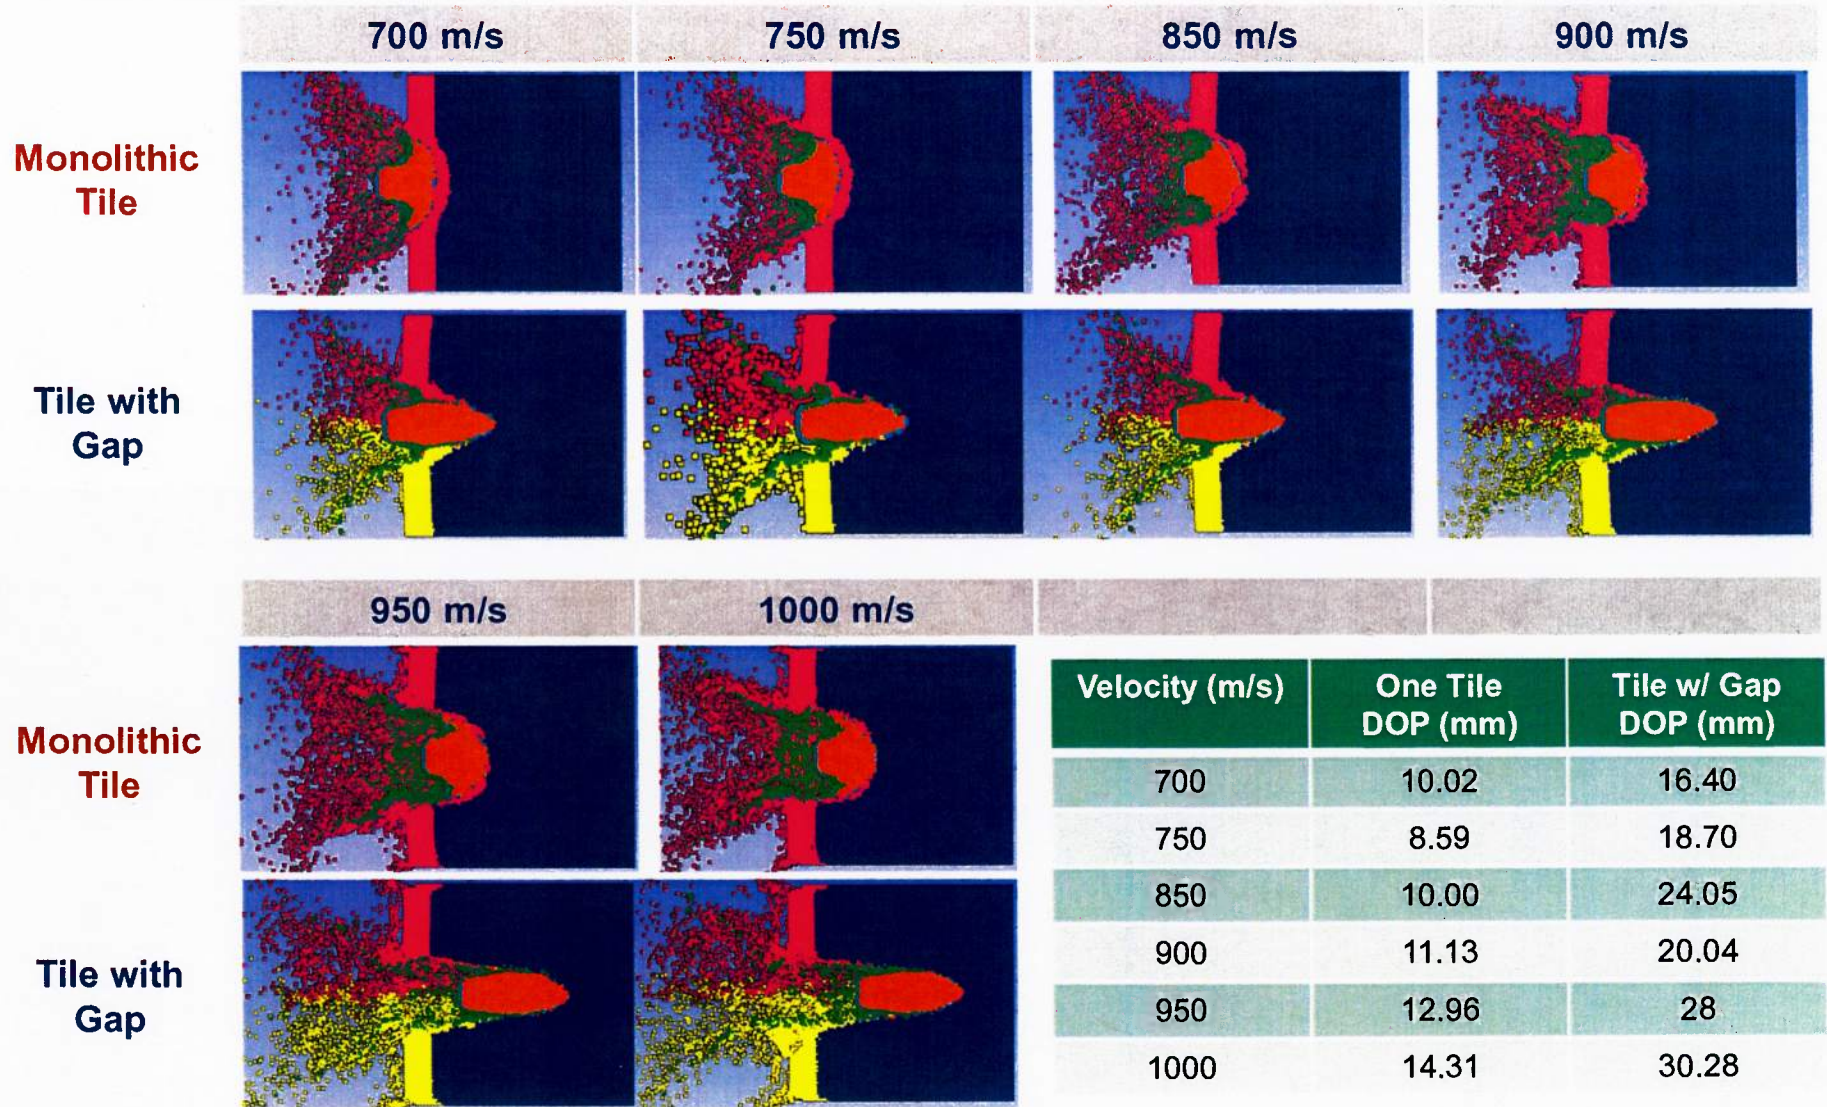 700 m/s 750 m/s 850 m/s 900 m/s
Monolithic
Tile
Tile with
Gap
950 m/s 1000 m/s
Monolithic
Tile
Tile with
Gap
Velocity (m/s) One Tile Tile w/ Gap
DOP (mm) DOP (mm)
700 10.02 16.40
750 8.59 18.70
850 10.00 24.05
900 11.13 20.04
950 12.96 28
1000 14.31 30.28